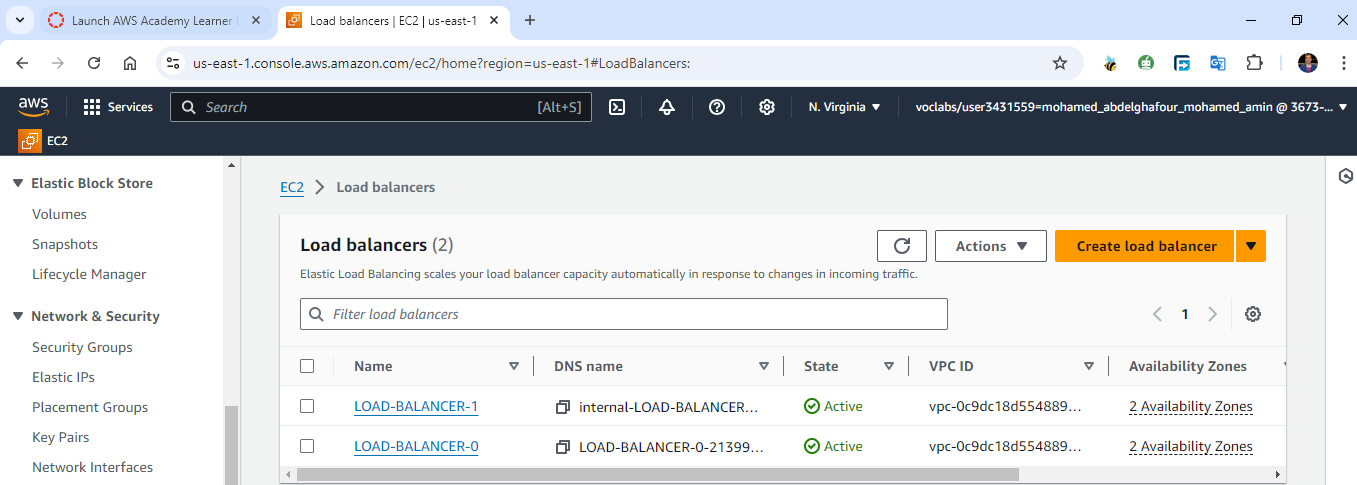 Launch AWS Academy Learner L
Load balancers | EC2 | us-east-1
us-east-1.console.aws.amazon.com/ec2/home?region=us-east-1#LoadBalancers:
aws Services Search [Alt+S] N. Virginia voclabs/user3431559=mohamed_abdelghafour_mohamed_amin @ 3673-...
EC2
Elastic Block Store
Volumes
Snapshots
Lifecycle Manager
Network & Security
Security Groups
Elastic IPs
Placement Groups
Key Pairs
Network Interfaces
EC2 Load balancers
Load balancers (2)
Actions Create load balancer
Elastic Load Balancing scales your load balancer capacity automatically in response to changes in incoming traffic.
Filter load balancers
1
Name DNS name State VPC ID Availability Zones
LOAD-BALANCER-1 internal-LOAD-BALANCER... Active vpc-0c9dc18d554889... 2 Availability Zones
LOAD-BALANCER-0 LOAD-BALANCER-0-21399... Active vpc-0c9dc18d554889... 2 Availability Zones